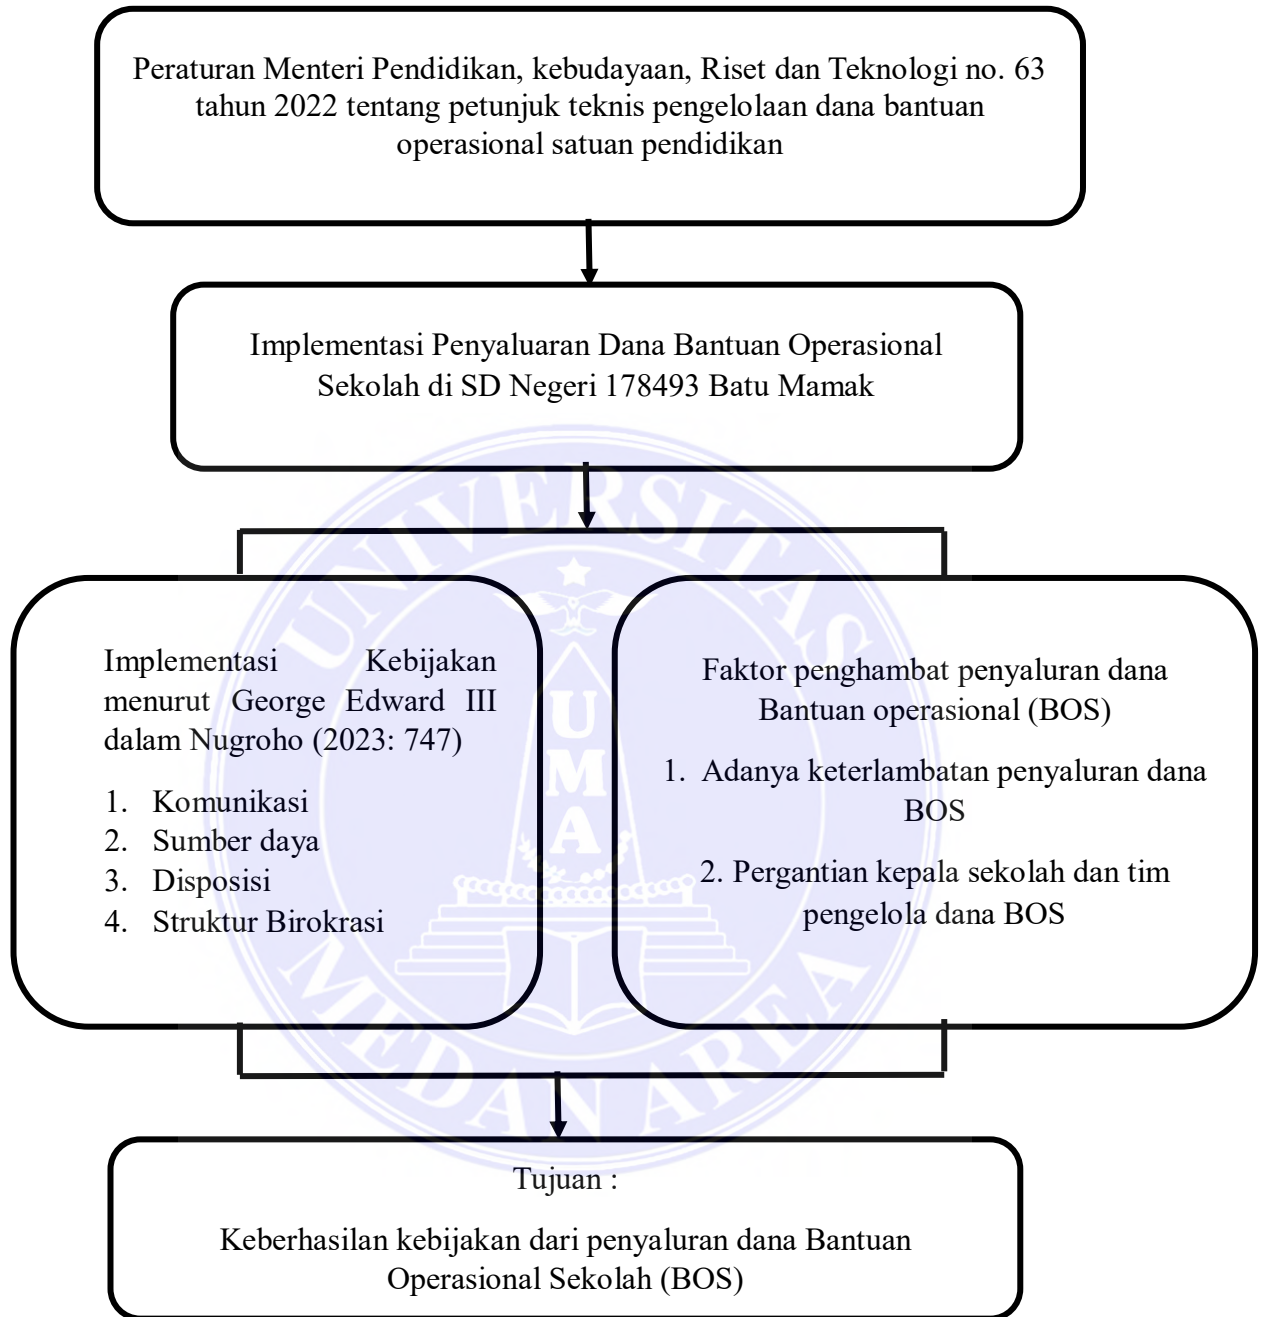 Peraturan Menteri Pendidikan, kebudayaan, Riset dan Teknologi no. 63
tahun 2022 tentang petunjuk teknis pengelolaan dana bantuan
operasional satuan pendidikan
Implementasi Penyaluaran Dana Bantuan Operasional
Sekolah di SD Negeri 178493 Batu Mamak
Implementasi Kebijakan
menurut George Edward III
dalam Nugroho (2023: 747)
1. Komunikasi
2. Sumber daya
3. Disposisi
4. Struktur Birokrasi
Faktor penghambat penyaluran dana
Bantuan operasional (BOS)
1. Adanya keterlambatan penyaluran dana
BOS
2. Pergantian kepala sekolah dan tim
pengelola dana BOS
Tujuan :
Keberhasilan kebijakan dari penyaluran dana Bantuan
Operasional Sekolah (BOS)
UNIVERSITAS
MEDAN AREA
UMA